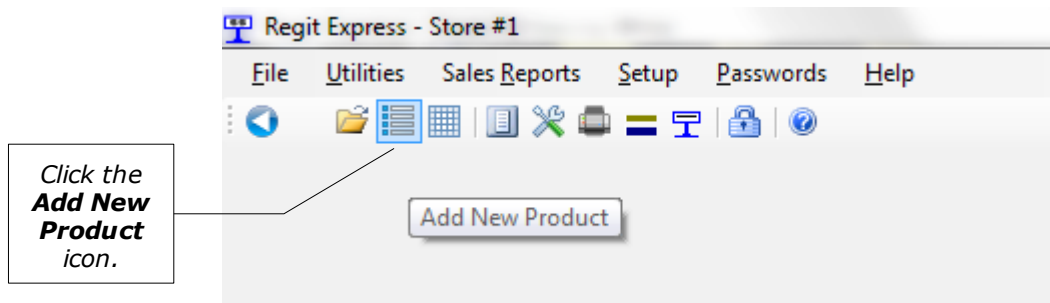 Regit Express - Store #1
File Utilities Sales Reports Setup Passwords Help
Click the
Add New
Product
icon.
Add New Product